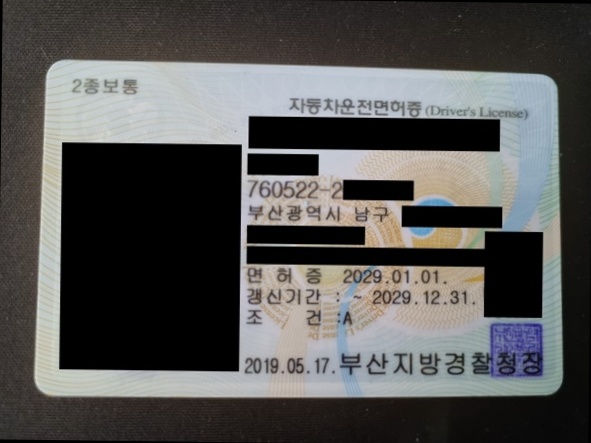 2종보통
자동차운전면허증 (Driver's License)
760522-2
부산광역시 남구
면 허 증 2029.01.01.
갱신기간 : ~ 2029.12.31.
조 건 :A
2019.05.17. 부산지방경찰청장